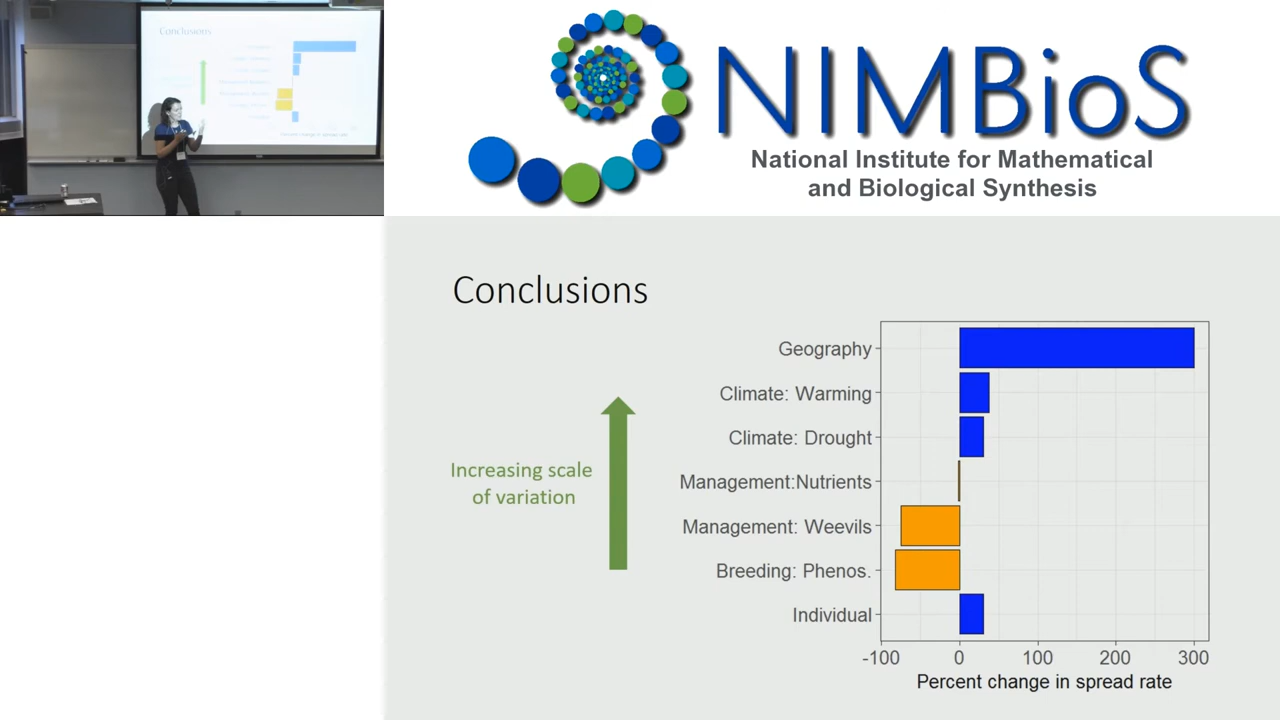 Conclusions
NIMBioS
National Institute for Mathematical
and Biological Synthesis
Conclusions
Increasing scale
of variation
Geography
Climate: Warming
Climate: Drought
Management:Nutrients
Management: Weevils
Breeding: Phenos.
Individual
-100 0 100 200 300
Percent change in spread rate